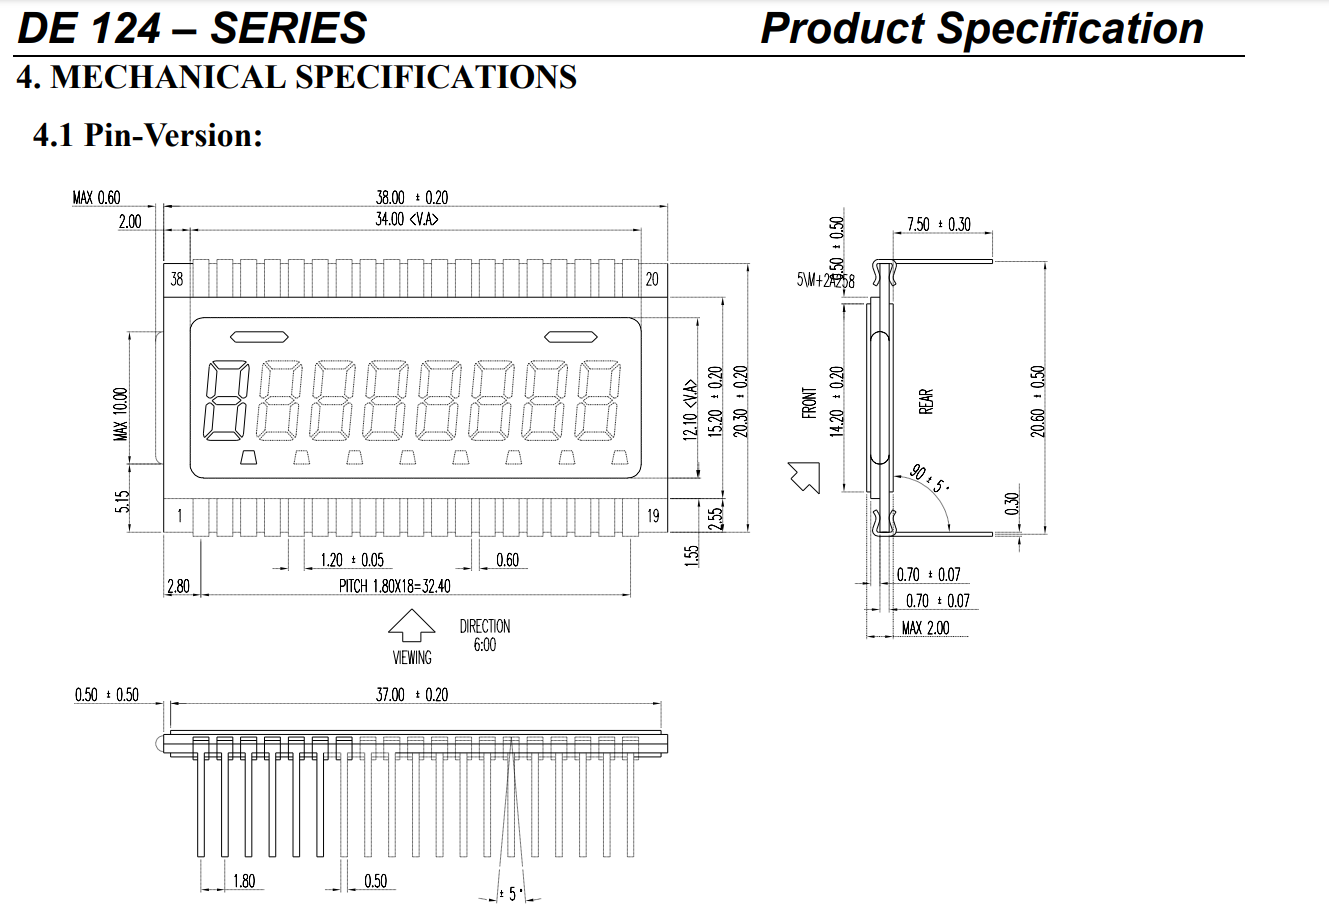 DE 124 – SERIES Product Specification
4. MECHANICAL SPECIFICATIONS
4.1 Pin-Version:
MAX 0.60
38.00 ± 0.20
2.00
34.00 <V.A>
38
20
1
19
MAX 10.00
5.15
12.10 <V.A>
15.20 ± 0.20
20.30 ± 0.20
2.55
1.55
1.20 ± 0.05
0.60
2.80
PITCH 1.80X18=32.40
VIEWING
DIRECTION
6:00
± 0.50
7.50 ± 0.30
FRONT
14.20 ± 0.20
REAR
20.60 ± 0.50
90 ± 5 °
0.30
0.70 ± 0.07
0.70 ± 0.07
MAX 2.00
0.50 ± 0.50
37.00 ± 0.20
1.80
0.50
± 5 °